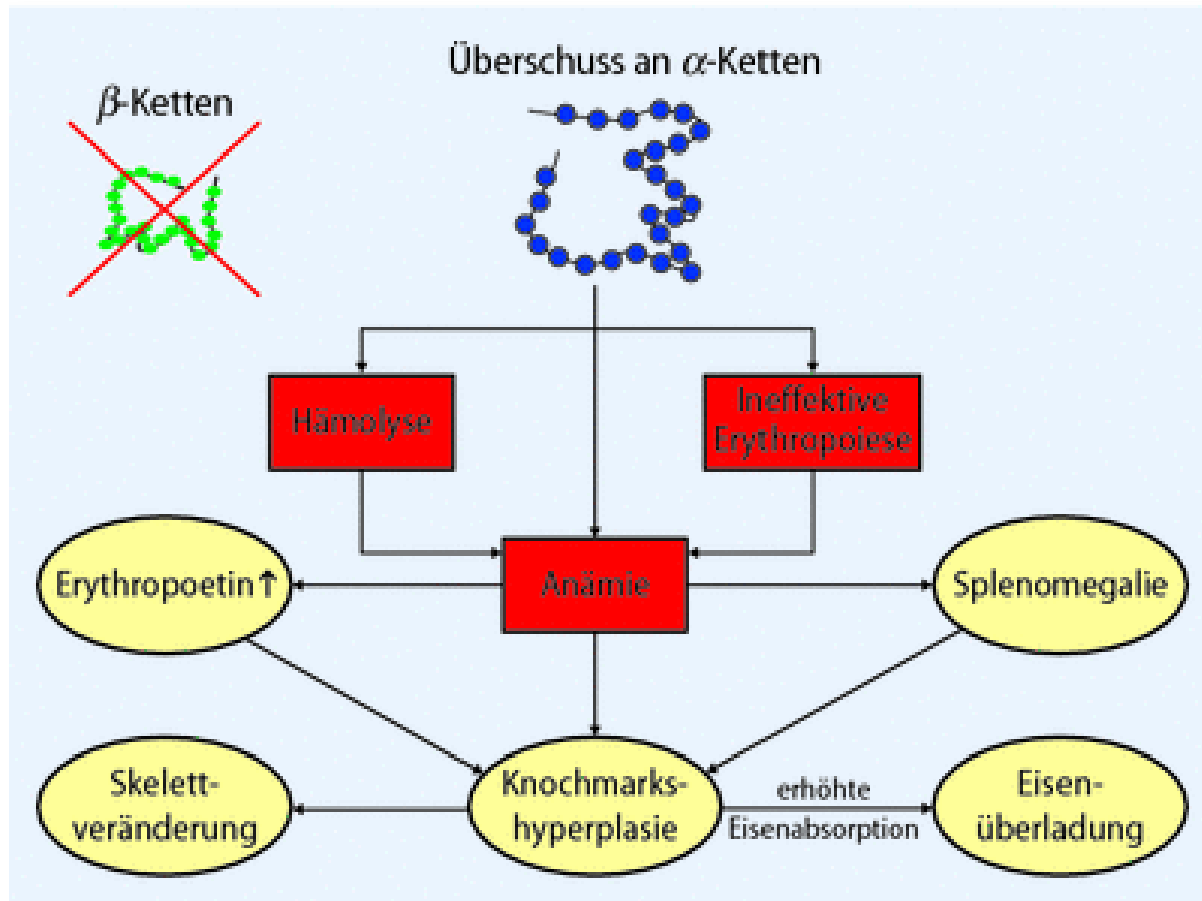 Überschuss an α-Ketten
β-Ketten
Hämolyse
Ineffektive
Erythropoiese
Erythropoetin↑
Anämie
Splenomegalie
Skelett-
veränderung
Knochmarks-
hyperplasie
erhöhte
Eisenabsorption
Eisen-
überladung